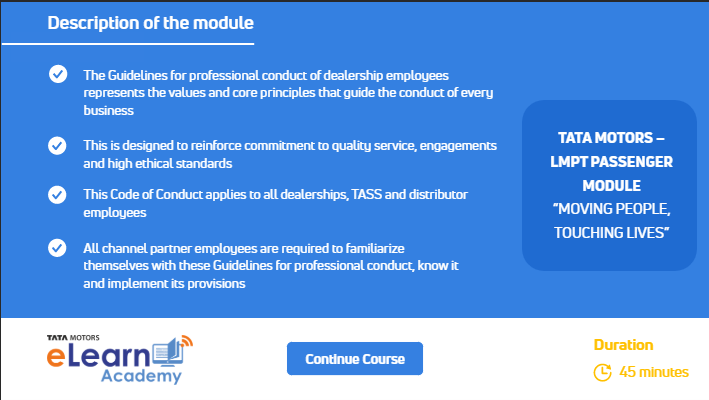 Description of the module
The Guidelines for professional conduct of dealership employees
represents the values and core principles that guide the conduct of every
business
This is designed to reinforce commitment to quality service, engagements
and high ethical standards
This Code of Conduct applies to all dealerships, TASS and distributor
employees
All channel partner employees are required to familiarize
themselves with these Guidelines for professional conduct, know it
and implement its provisions
TATA MOTORS –
LMPT PASSENGER
MODULE
“MOVING PEOPLE,
TOUCHING LIVES”
TATA MOTORS
eLearn
Academy
Continue Course
Duration
45 minutes